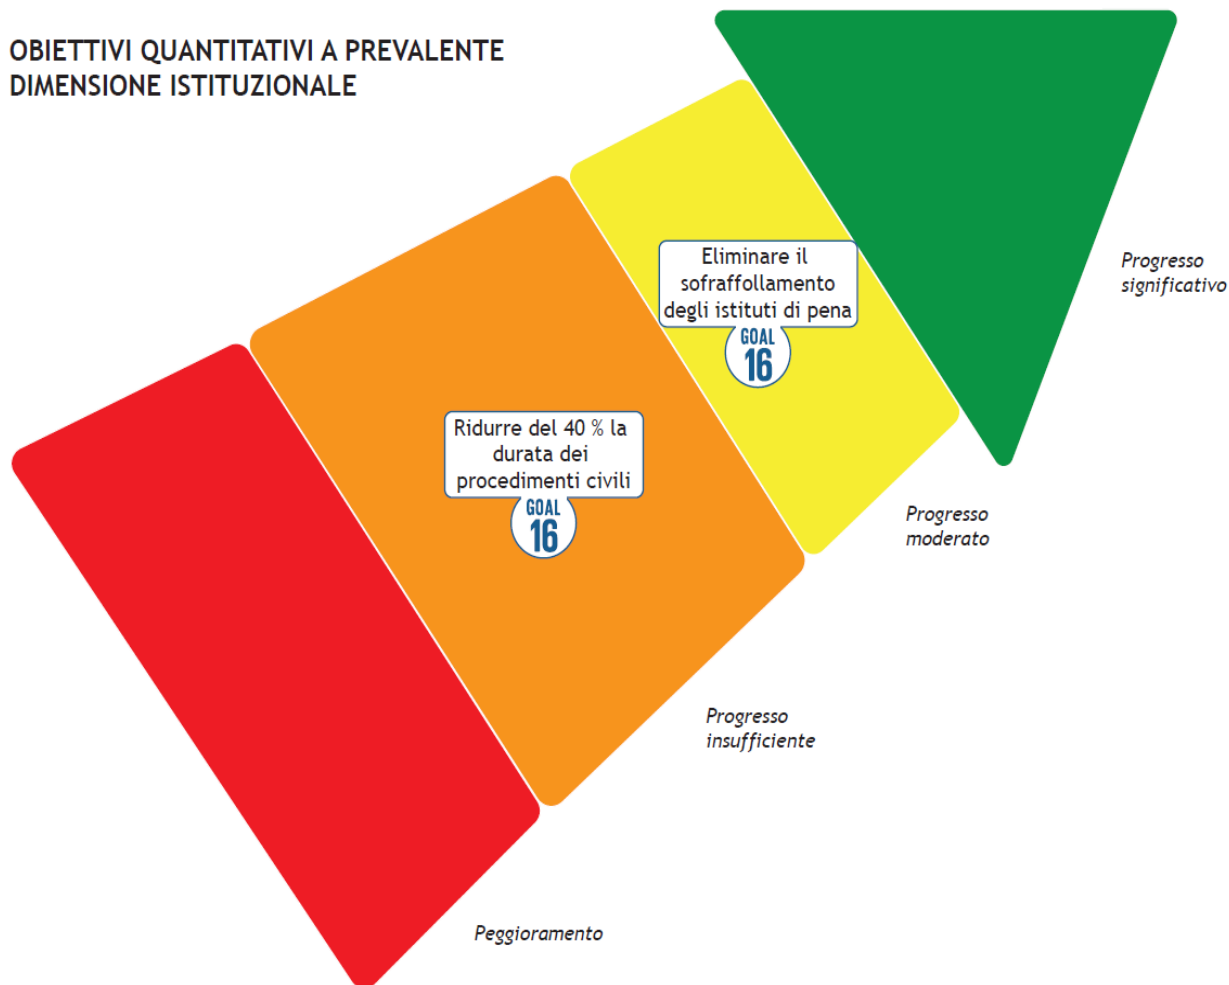 OBIETTIVI QUANTITATIVI A PREVALENTE
DIMENSIONE ISTITUZIONALE
Progresso
significativo
Eliminare il
sofraffollamento
degli istituti di pena
GOAL
16
Ridurre del 40 % la
durata dei
procedimenti civili
GOAL
16
Progresso
moderato
Progresso
insufficiente
Peggioramento